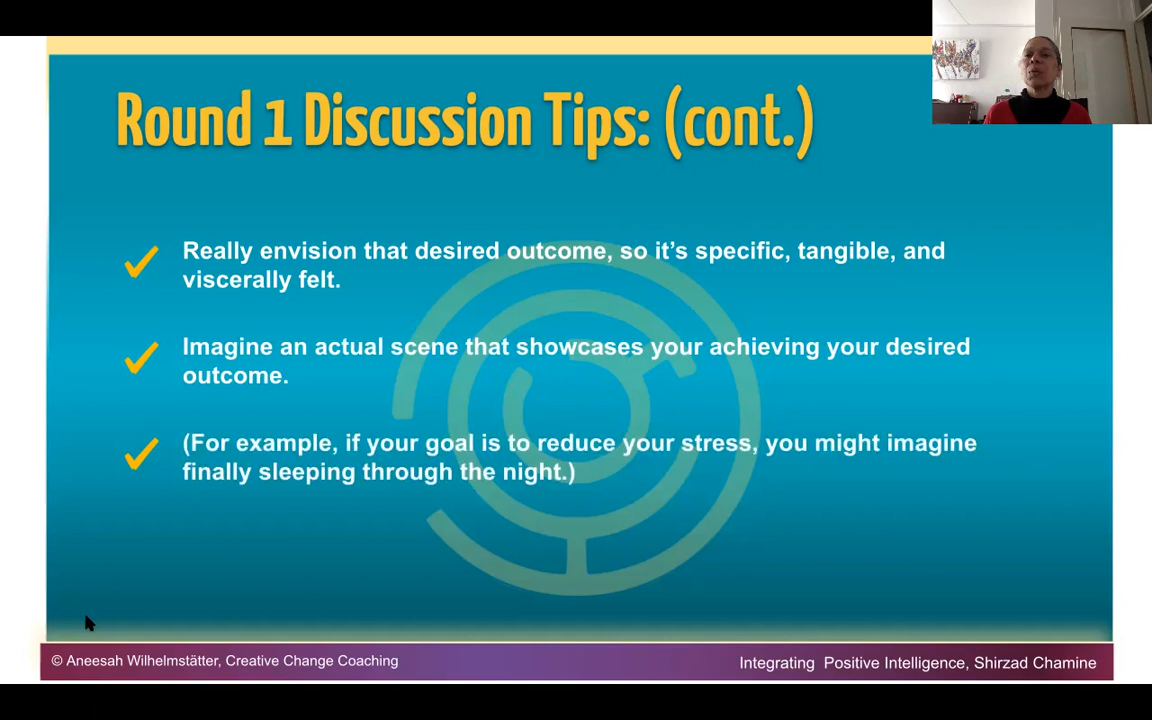 Round 1 Discussion Tips: (cont.)
Really envision that desired outcome, so it’s specific, tangible, and
viscerally felt.
Imagine an actual scene that showcases your achieving your desired
outcome.
(For example, if your goal is to reduce your stress, you might imagine
finally sleeping through the night.)
© Aneesah Wilhelmstätter, Creative Change Coaching
Integrating Positive Intelligence, Shirzad Chamine